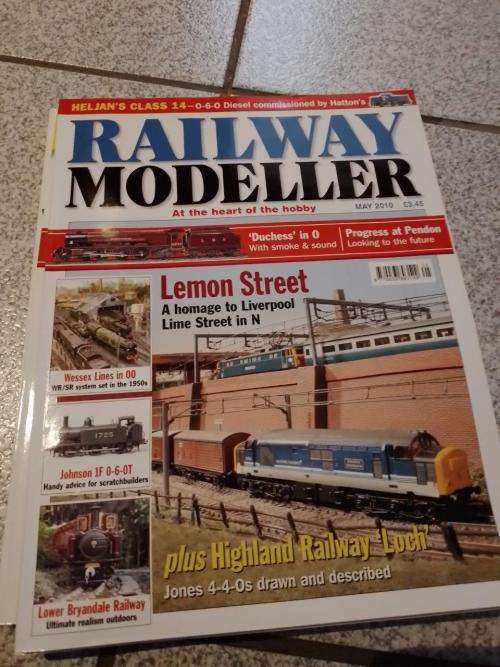 HELJAN'S CLASS 14–0-6-0 Diesel commissioned by Hatton's
RAILWAY
MODELLER
At the heart of the hobby
MAY 2010 £3.45
'Duchess' in O
With smoke & sound
Progress at Pendon
Looking to the future
Lemon Street
A homage to Liverpool
Lime Street in N
Wessex Lines in 00
WR/SR system set in the 1950s
1725
Johnson 1F 0-6-0T
Handy advice for scratchbuilders
Lower Bryandale Railway
Ultimate realism outdoors
plus Highland Railway 'Loch'
Jones 4-4-0s drawn and described